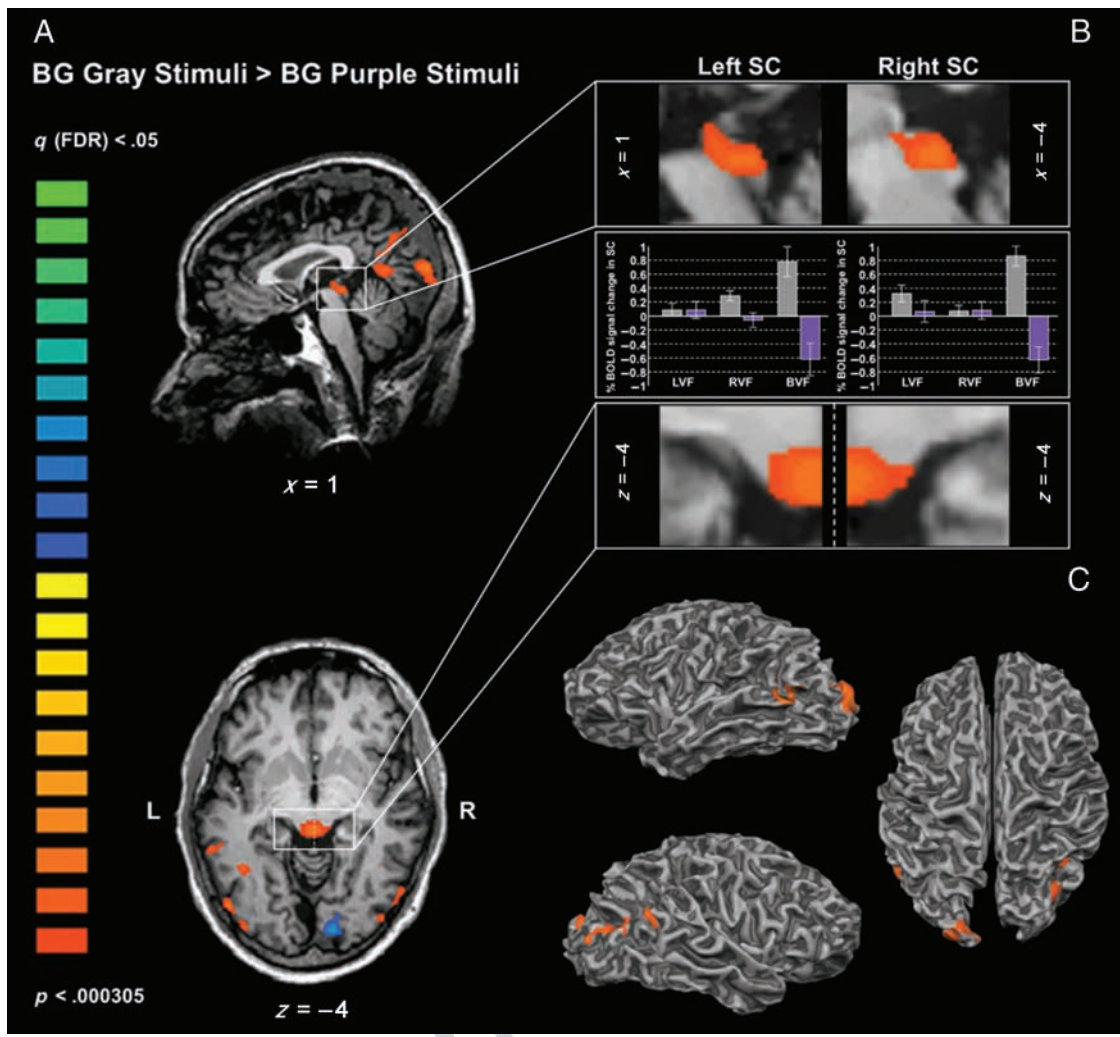 A
B
BG Gray Stimuli > BG Purple Stimuli
Left SC
Right SC
q (FDR) < .05
x = 1
x = −4
% BOLD signal change in SC
1
0.8
0.6
0.4
0.2
0
−0.2
−0.4
−0.6
−0.8
−1
LVF
RVF
BVF
% BOLD signal change in SC
1
0.8
0.6
0.4
0.2
0
−0.2
−0.4
−0.6
−0.8
−1
LVF
RVF
BVF
x = 1
z = −4
z = −4
C
L
R
p < .000305
z = −4